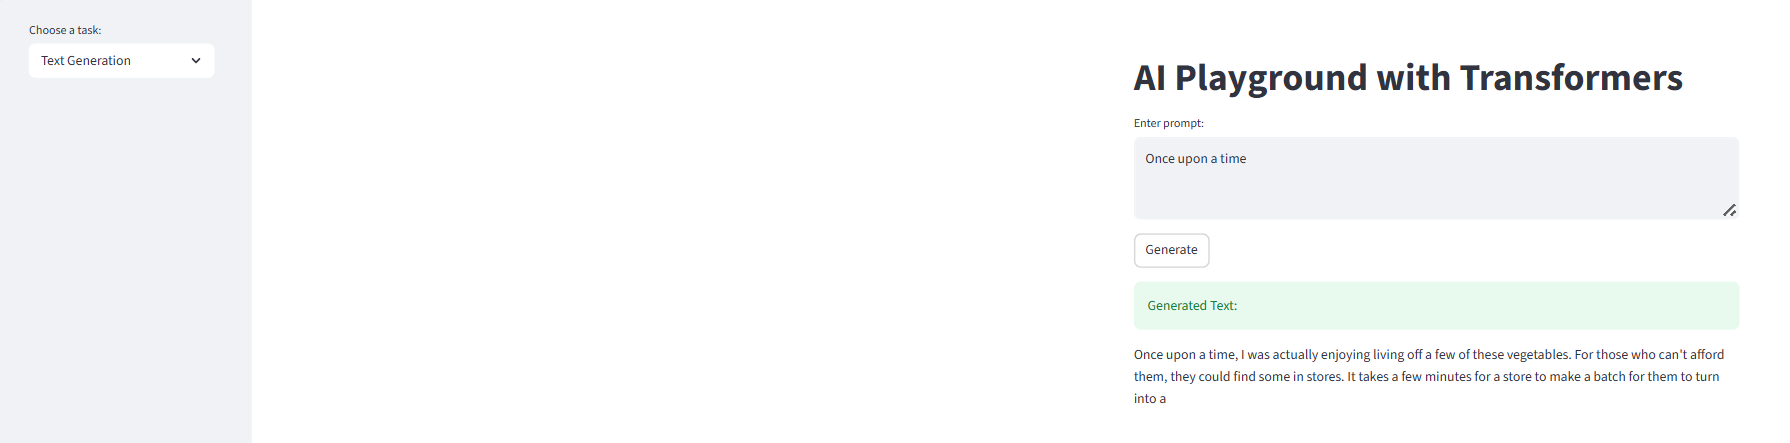 Choose a task:
Text Generation
AI Playground with Transformers
Enter prompt:
Once upon a time
Generate
Generated Text:
Once upon a time, I was actually enjoying living off a few of these vegetables. For those who can't afford
them, they could find some in stores. It takes a few minutes for a store to make a batch for them to turn
into a